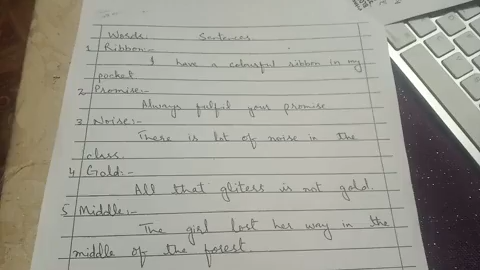 Words:- Sentences
1 Ribbon:-
I have a colourful ribbon in my
pocket
2 Promise:-
Always fulfil your promise
3 Noise:-
There is lot of noise in the
class.
4 Gold:-
All that gliters is not gold.
5 Middle:-
The girl lost her way in the
middle of the forest.